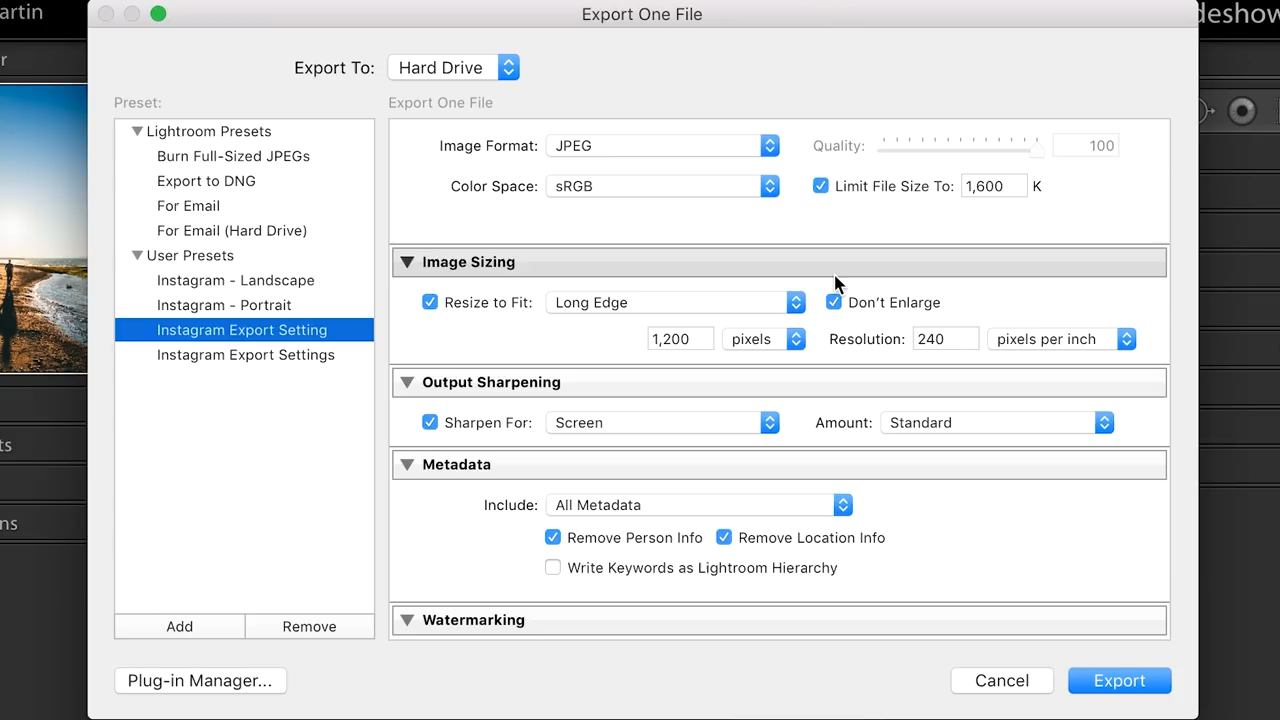 artin
Export One File
deshow
r
Export To: Hard Drive
Preset:
Export One File
Lightroom Presets
Burn Full-Sized JPEGs
Export to DNG
For Email
For Email (Hard Drive)
User Presets
Instagram - Landscape
Instagram - Portrait
Instagram Export Setting
Instagram Export Settings
Add
Remove
Image Format: JPEG
Quality: 100
Color Space: sRGB
Limit File Size To: 1,600 K
Image Sizing
Resize to Fit: Long Edge
Don't Enlarge
1,200 pixels
Resolution: 240 pixels per inch
Output Sharpening
Sharpen For: Screen
Amount: Standard
Metadata
Include: All Metadata
Remove Person Info
Remove Location Info
Write Keywords as Lightroom Hierarchy
Watermarking
ts
ns
Plug-in Manager...
Cancel
Export